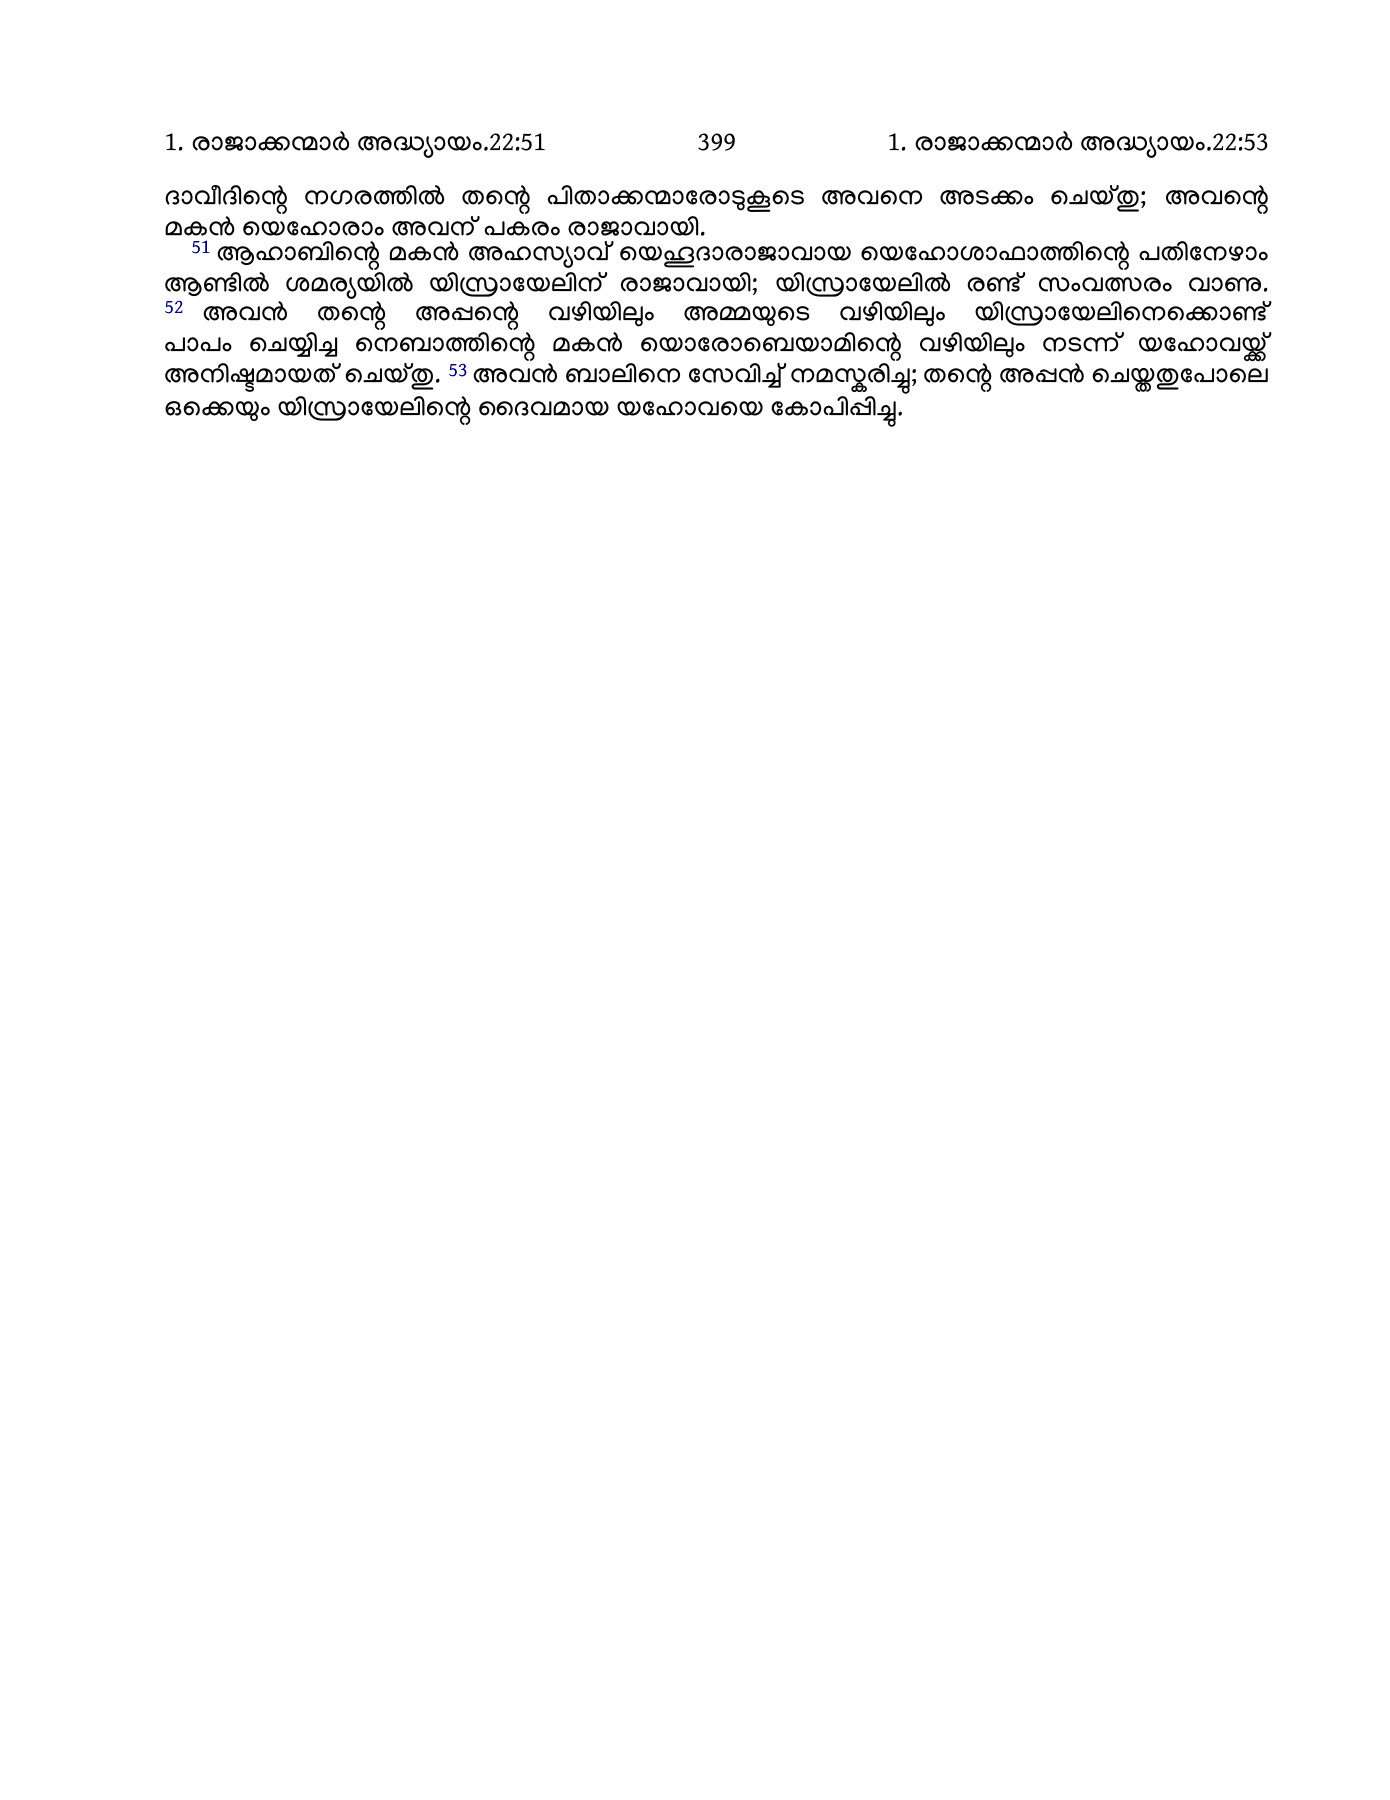 1. രാജാക്കന്മാർ അദ്ധ്യായം.22:51 399 1. രാജാക്കന്മാർ അദ്ധ്യായം.22:53
ദാവീദിന്റെ നഗരത്തിൽ തന്റെ പിതാക്കന്മാരോടുകൂടെ അവനെ അടക്കം ചെയ്തു; അവന്റെ
മകൻ യെഹോരാം അവന് പകരം രാജാവായി.
51 ആഹാബിന്റെ മകൻ അഹസ്യാവ് യെഹൂദാരാജാവായ യെഹോശാഫാത്തിന്റെ പതിനേഴാം
ആണ്ടിൽ ശമര്യയിൽ യിസ്രായേലിന് രാജാവായി; യിസ്രായേലിൽ രണ്ട് സംവത്സരം വാണു.
52 അവൻ തന്റെ അപ്പന്റെ വഴിയിലും അമ്മയുടെ വഴിയിലും യിസ്രായേലിനെക്കൊണ്ട്
പാപം ചെയ്യിച്ച നെബാത്തിന്റെ മകൻ യൊരോബെയാമിന്റെ വഴിയിലും നടന്ന് യഹോവയ്ക്ക്
അനിഷ്ടമായത് ചെയ്തു. 53 അവൻ ബാലിനെ സേവിച്ച് നമസ്കരിച്ചു; തന്റെ അപ്പൻ ചെയ്തതുപോലെ
ഒക്കെയും യിസ്രായേലിന്റെ ദൈവമായ യഹോവയെ കോപിപ്പിച്ചു.